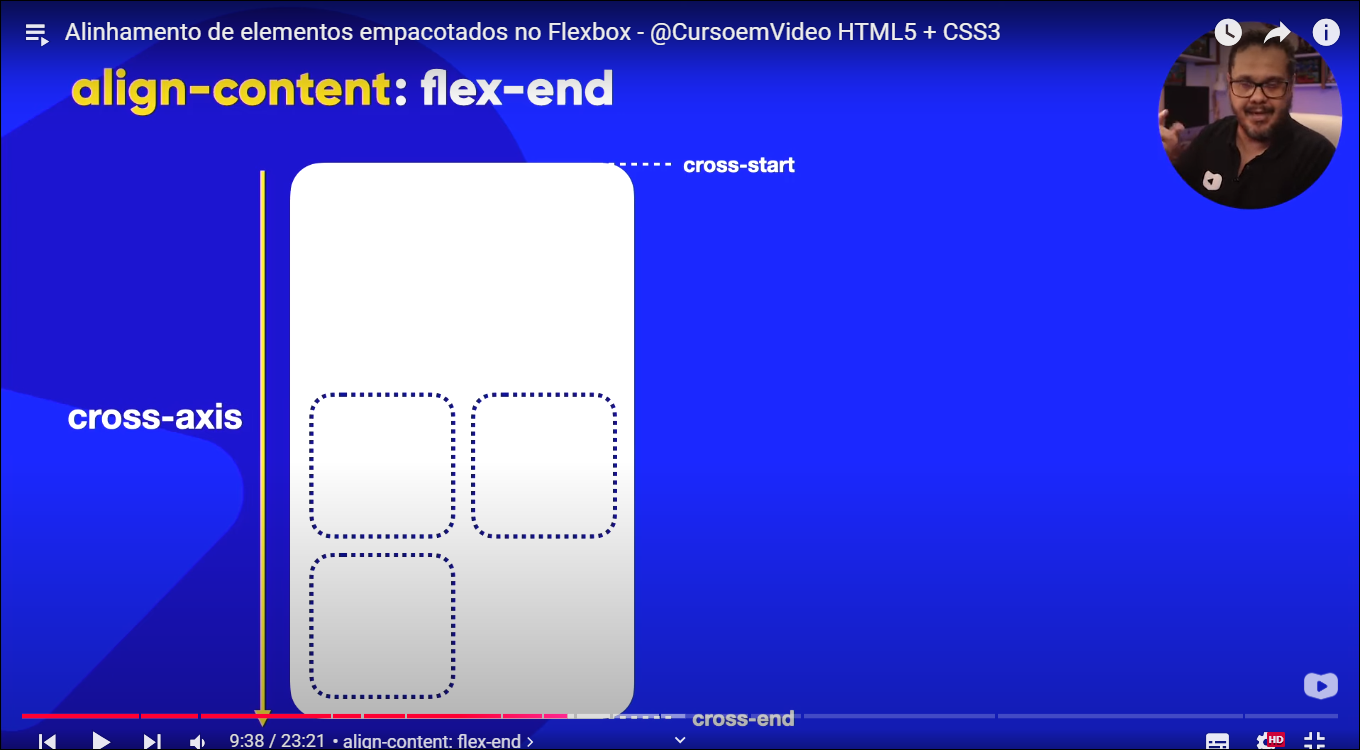 Alinhamento de elementos empacotados no Flexbox - @CursoemVideo HTML5 + CSS3
align-content: flex-end
cross-start
cross-axis
cross-end
9:38 / 23:21 • align-content: flex-end
HD